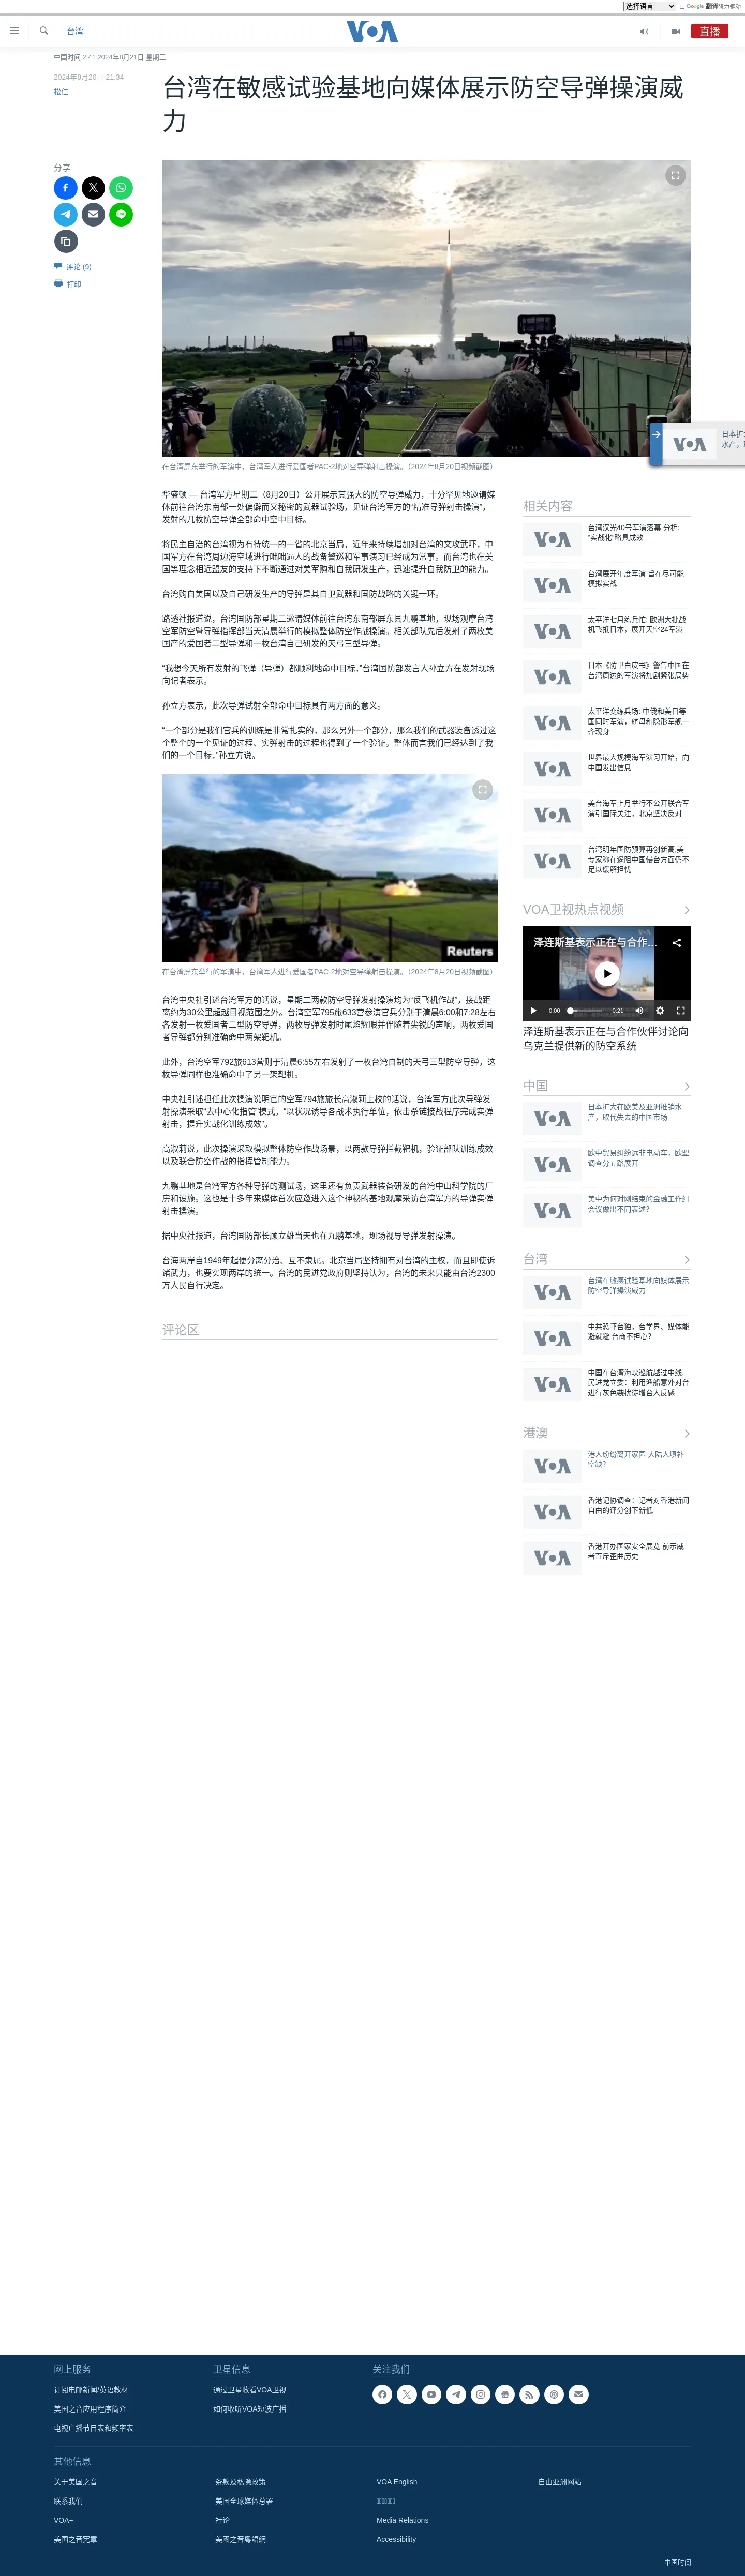 选择语言
由 Google 翻译强力驱动
台湾
VOA
直播
中国时间 2:41 2024年8月21日 星期三
2024年8月20日 21:34
松仁
台湾在敏感试验基地向媒体展示防空导弹操演威
力
分享
评论 (9)
打印
在台湾屏东举行的军演中，台湾军人进行爱国者PAC-2地对空导弹射击操演。（2024年8月20日视频截图）
VOA
日本扩
水产，
华盛顿 — 台湾军方星期二（8月20日）公开展示其强大的防空导弹威力，十分罕见地邀请媒
体前往台湾东南部一处偏僻而又秘密的武器试验场，见证台湾军方的“精准导弹射击操演”，
发射的几枚防空导弹全部命中空中目标。
将民主自治的台湾视为有待统一的一省的北京当局，近年来持续增加对台湾的文攻武吓，中
国军方在台湾周边海空域进行咄咄逼人的战备警巡和军事演习已经成为常事。而台湾也在美
国等理念相近盟友的支持下不断通过对美军购和自我研发生产，迅速提升自我防卫的能力。
台湾购自美国以及自己研发生产的导弹是其自卫武器和国防战略的关键一环。
路透社报道说，台湾国防部星期二邀请媒体前往台湾东南部屏东县九鹏基地，现场观摩台湾
空军防空暨导弹指挥部当天清晨举行的模拟整体防空作战操演。相关部队先后发射了两枚美
国产的爱国者二型导弹和一枚台湾自己研发的天弓三型导弹。
“我想今天所有发射的飞弹（导弹）都顺利地命中目标，”台湾国防部发言人孙立方在发射现场
向记者表示。
孙立方表示，此次导弹试射全部命中目标具有两方面的意义。
“一个部分是我们官兵的训练是非常扎实的，那么另外一个部分，那么我们的武器装备透过这
个整个的一个见证的过程、实弹射击的过程也得到了一个验证。整体而言我们已经达到了我
们的一个目标，”孙立方说。
Reuters
在台湾屏东举行的军演中，台湾军人进行爱国者PAC-2地对空导弹射击操演。（2024年8月20日视频截图）
台湾中央社引述台湾军方的话说，星期二两款防空导弹发射操演均为“反飞机作战”，接战距
离约为30公里超越目视范围之外。台湾空军795旅633营参演官兵分别于清晨6:00和7:28左右
各发射一枚爱国者二型防空导弹，两枚导弹发射时尾焰耀眼并伴随着尖锐的声响，两枚爱国
者导弹都分别准确命中两架靶机。
此外，台湾空军792旅613营则于清晨6:55左右发射了一枚台湾自制的天弓三型防空导弹，这
枚导弹同样也准确命中了另一架靶机。
中央社引述担任此次操演说明官的空军794旅旅长高淑莉上校的话说，台湾军方此次导弹发
射操演采取“去中心化指管”模式，“以状况诱导各战术执行单位，依击杀链接战程序完成实弹
射击，提升实战化训练成效”。
高淑莉说，此次操演采取模拟整体防空作战场景，以两款导弹拦截靶机，验证部队训练成效
以及联合防空作战的指挥管制能力。
九鹏基地是台湾军方各种导弹的测试场，这里还有负责武器装备研发的台湾中山科学院的厂
房和设施。这也是十多年来媒体首次应邀进入这个神秘的基地观摩采访台湾军方的导弹实弹
射击操演。
据中央社报道，台湾国防部长顾立雄当天也在九鹏基地，现场视导导弹发射操演。
台海两岸自1949年起便分离分治、互不隶属。北京当局坚持拥有对台湾的主权，而且即使诉
诸武力，也要实现两岸的统一。台湾的民进党政府则坚持认为，台湾的未来只能由台湾2300
万人民自行决定。
评论区
相关内容
VOA
台湾汉光40号军演落幕 分析:
“实战化”略具成效
VOA
台湾展开年度军演 旨在尽可能
模拟实战
VOA
太平洋七月练兵忙: 欧洲大批战
机飞抵日本，展开天空24军演
VOA
日本《防卫白皮书》警告中国在
台湾周边的军演将加剧紧张局势
VOA
太平变练兵场: 中俄和美日等
国同时军演，航母和隐形军舰一
齐现身
VOA
世界最大规模海军演习开始，向
中国发出信息
VOA
美台海军上月举行不公开联合军
演引国际关注，北京坚决反对
VOA
台湾明年国防预算再创新高,美
专家称在遏阻中国侵台方面仍不
足以缓解担忧
VOA卫视热点视频
泽连斯基表示正在与合作…
0:00
0:21
泽连斯基表示正在与合作伙伴讨论向
乌克兰提供新的防空系统
中国
VOA
日本扩大在欧美及亚洲推销水
产，取代失去的中国市场
VOA
欧中贸易纠纷远非电动车，欧盟
调查分五路展开
VOA
美中为何对刚结束的金融工作组
会议做出不同表述？
台湾
VOA
台湾在敏感试验基地向媒体展示
防空导弹操演威力
VOA
中共恐吓台独，台学界、媒体能
避就避 台商不担心？
VOA
中国在台湾海峡巡航越过中线,
民进党立委：利用渔船意外对台
进行灰色袭扰徒增台人反感
港澳
VOA
港人纷纷离开家园 大陆人填补
空缺？
VOA
香港记协调查：记者对香港新闻
自由的评分创下新低
VOA
香港开办国家安全展览 前示威
者直斥歪曲历史
网上服务
订阅电邮新闻/英语教材
美国之音应用程序简介
电视广播节目表和频率表
卫星信息
通过卫星收看VOA卫视
如何收听VOA短波广播
关注我们
其他信息
关于美国之音
联系我们
VOA+
美国之音宪章
条款及私隐政策
美国全球媒体总署
社论
美國之音粵語網
VOA English
Media Relations
Accessibility
自由亚洲网站
中国时间